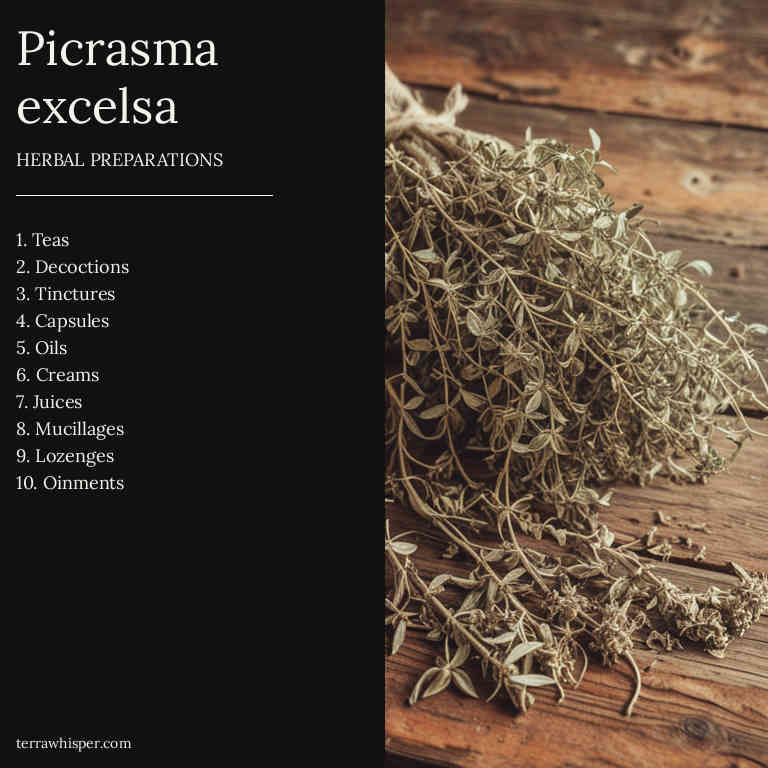 Picrasma
excelsa
HERBAL PREPARATIONS
1. Teas
2. Decoctions
3. Tinctures
4. Capsules
5. Oils
6. Creams
7. Juices
8. Mucillages
9. Lozenges
10. Oinments
terrawhisper.com